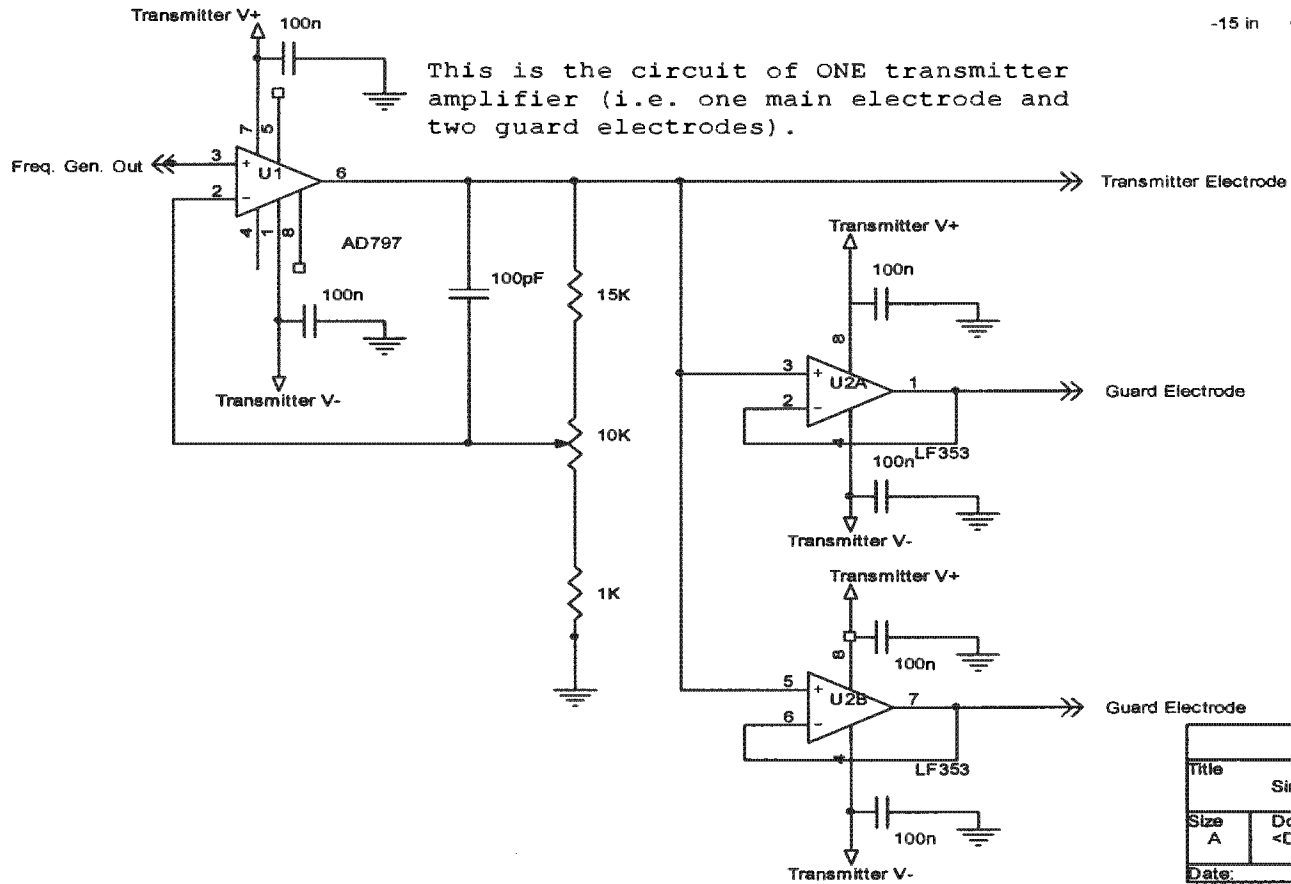 Transmitter V+
100n
-15 in
This is the circuit of ONE transmitter
amplifier (i.e. one main electrode and
two guard electrodes).
7
5
Freq. Gen. Out
3
+
U1
6
2
-
4
1
8
AD797
100n
Transmitter V-
Transmitter Electrode
100pF
15K
10K
1K
Transmitter V+
100n
8
3
+
U2A
1
2
-
4
LF353
100n
Transmitter V-
Guard Electrode
Transmitter V+
8
100n
5
+
U2B
7
6
-
4
LF353
100n
Transmitter V-
Guard Electrode
Title
Size
A
Date: